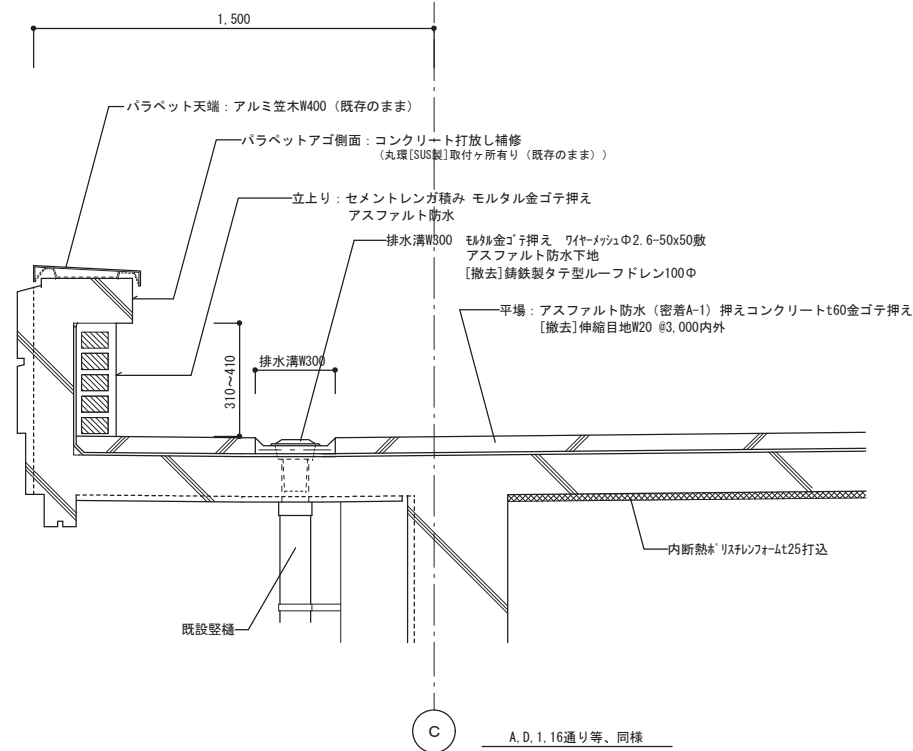 1,500
パラペット天端：アルミ笠木W400（既存のまま）
パラペットアゴ側面：コンクリート打放し補修
（丸環[SUS製]取付ヶ所有り（既存のまま））
立上り：セメントレンガ積み モルタル金ゴテ押え
アスファルト防水
排水溝W300 ﾓﾙﾀﾙ金ｺﾞﾃ押え ﾜｲﾔｰﾒｯｼｭΦ2.6-50x50敷
アスファルト防水下地
[撤去]鋳鉄製タテ型ルーフドレン100Φ
平場：アスファルト防水（密着A-1）押えコンクリートt60金ゴテ押え
[撤去]伸縮目地W20 @3,000内外
排水溝W300
310～410
内断熱ﾎﾟﾘｽﾁﾚﾝﾌｫｰﾑt25打込
既設竪樋
C
A,D,1,16通り等、同様